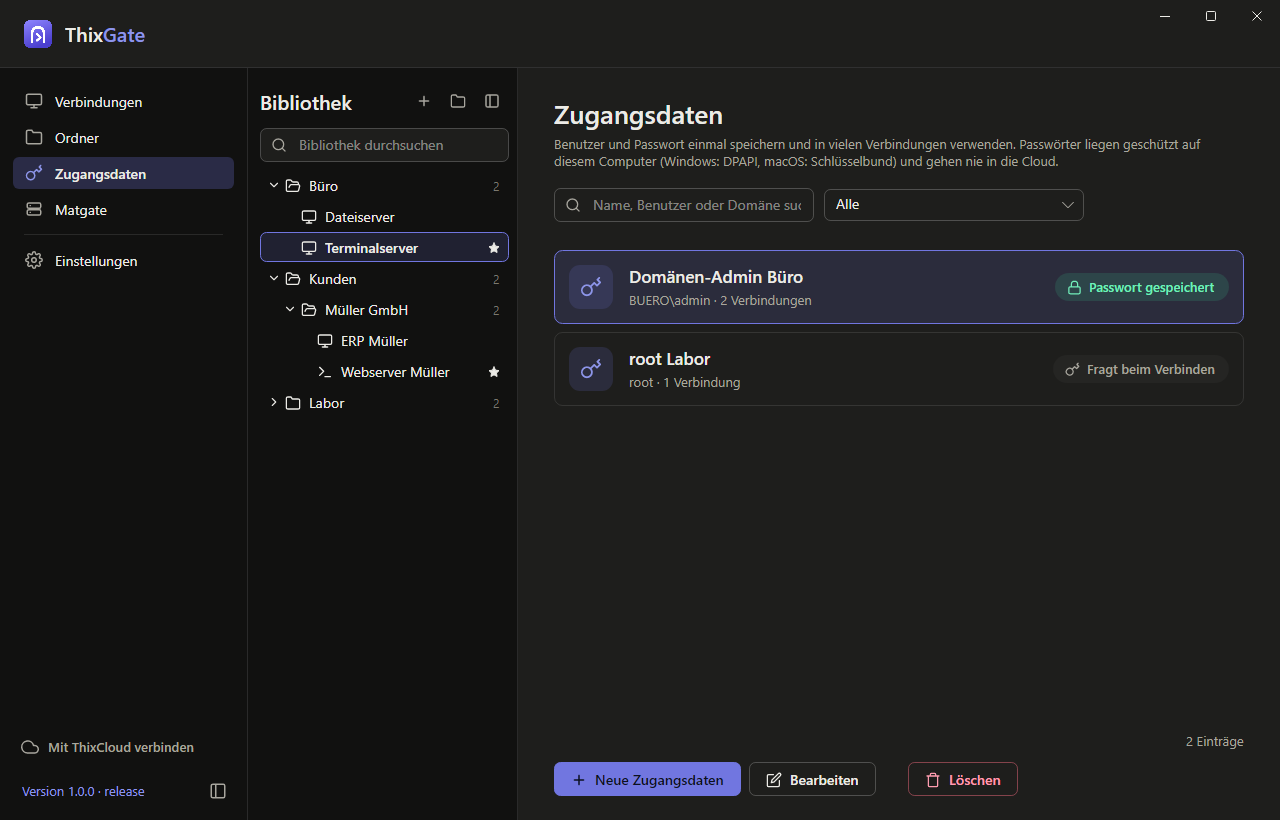 ThixGate
Verbindungen
Ordner
Zugangsdaten
Matgate
Einstellungen
Mit ThixCloud verbinden
Version 1.0.0 · release
Bibliothek
Bibliothek durchsuchen
Büro 2
Dateiserver
Terminalserver
Kunden 2
Müller GmbH 2
ERP Müller
Webserver Müller
Labor 2
Zugangsdaten
Benutzer und Passwort einmal speichern und in vielen Verbindungen verwenden. Passwörter liegen geschützt auf
diesem Computer (Windows: DPAPI, macOS: Schlüsselbund) und gehen nie in die Cloud.
Name, Benutzer oder Domäne suc
Alle
Domänen-Admin Büro
BUERO\admin · 2 Verbindungen
Passwort gespeichert
root Labor
root · 1 Verbindung
Fragt beim Verbinden
2 Einträge
Neue Zugangsdaten
Bearbeiten
Löschen